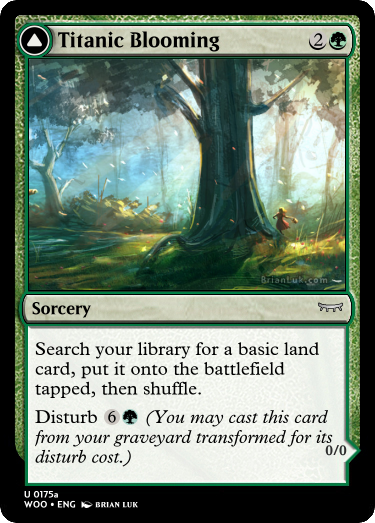 Titanic Blooming 2
BrianLuk.com
Sorcery
Search your library for a basic land
card, put it onto the battlefield
tapped, then shuffle.
Disturb 6 (You may cast this card
from your graveyard transformed for its
disturb cost.)
0/0
U 0175a
WOO • ENG BRIAN LUK